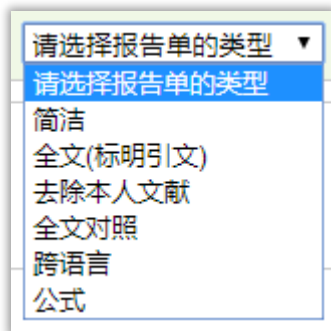 请选择报告单的类型
请选择报告单的类型
简洁
全文(标明引文)
去除本人文献
全文对照
跨语言
公式